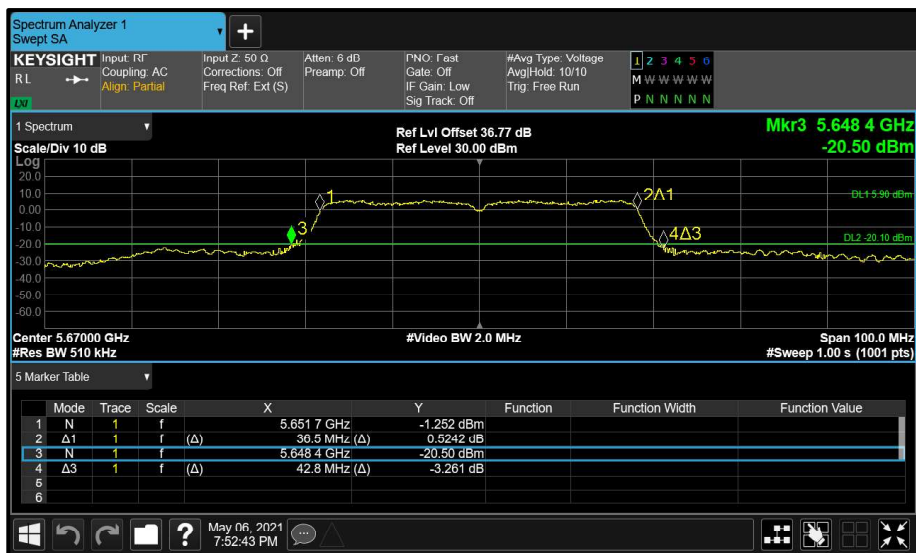 Spectrum Analyzer 1
Swept SA
+
KEYSIGHT
RL
LXI
Input: RF
Coupling: AC
Align: Partial
Input Z: 50 Ω
Corrections: Off
Freq Ref: Ext (S)
Atten: 6 dB
Preamp: Off
PNO: Fast
Gate: Off
IF Gain: Low
Sig Track: Off
#Avg Type: Voltage
Avg|Hold: 10/10
Trig: Free Run
1 2 3 4 5 6
M W W W W W
P N N N N N
1 Spectrum
Scale/Div 10 dB
Ref Lvl Offset 36.77 dB
Ref Level 30.00 dBm
Mkr3 5.648 4 GHz
-20.50 dBm
Log
20.0
10.0
0.00
-10.0
-20.0
-30.0
-40.0
-50.0
-60.0
1
2Δ1
3
4Δ3
DL1 5.90 dBm
DL2 -20.10 dBm
Center 5.67000 GHz
#Res BW 510 kHz
#Video BW 2.0 MHz
Span 100.0 MHz
#Sweep 1.00 s (1001 pts)
5 Marker Table
Mode Trace Scale X Y Function Function Width Function Value
1 N 1 f 5.651 7 GHz -1.252 dBm
2 Δ1 1 f (Δ) 36.5 MHz (Δ) 0.5242 dB
3 N 1 f 5.648 4 GHz -20.50 dBm
4 Δ3 1 f (Δ) 42.8 MHz (Δ) -3.261 dB
5
6
?
May 06, 2021
7:52:43 PM